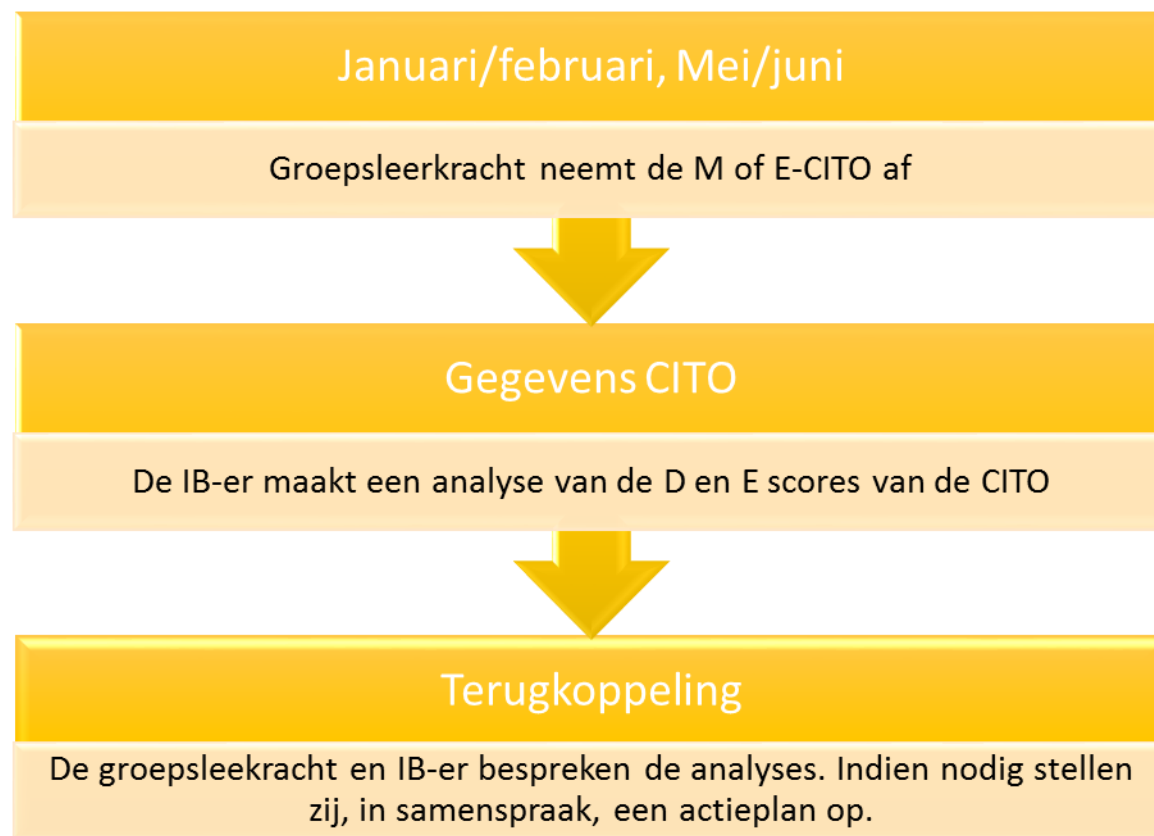 Januari/februari, Mei/juni
Groepsleerkracht neemt de M of E-CITO af
Gegevens CITO
De IB-er maakt een analyse van de D en E scores van de CITO
Terugkoppeling
De groepsleekracht en IB-er bespreken de analyses. Indien nodig stellen
zij, in samenspraak, een actieplan op.